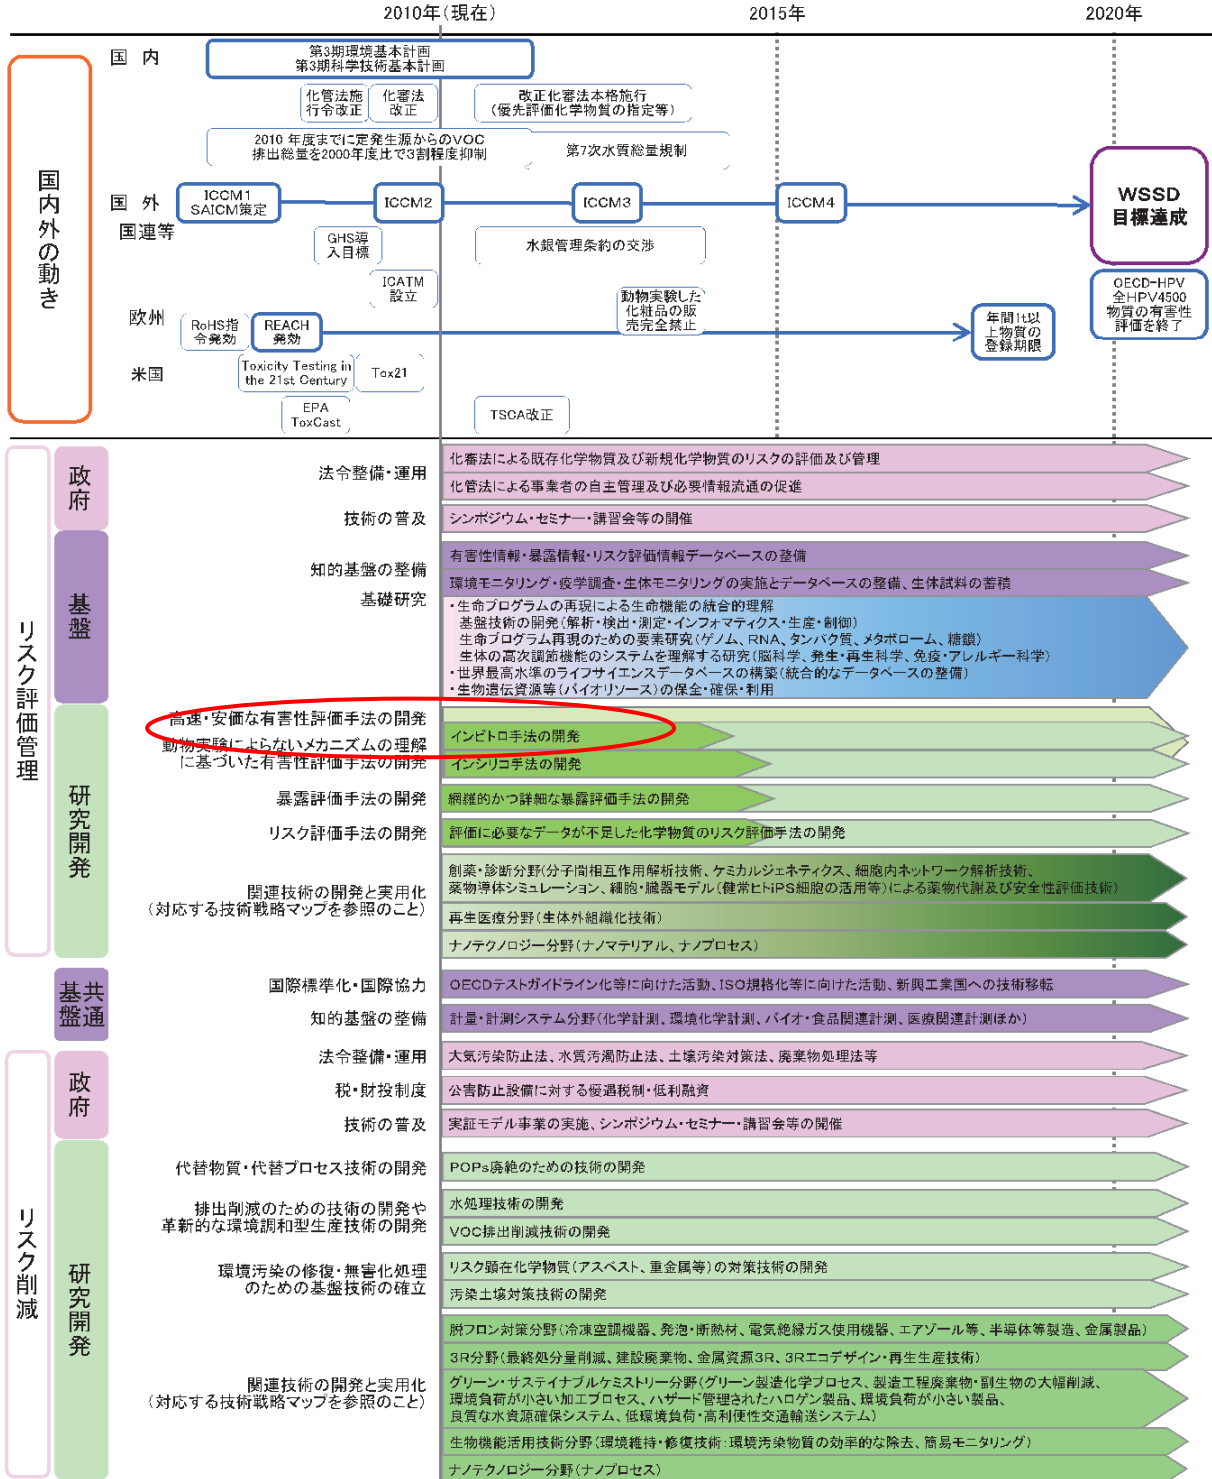 2010年(現在)
2015年
2020年
国内外の動き
国 内
第3期環境基本計画
第3期科学技術基本計画
化管法施
行令改正
化審法
改正
改正化審法本格施行
(優先評価化学物質の指定等)
2010 年度までに定発生源からのVOC
排出総量を2000年度比で3割程度抑制
第7次水質総量規制
国 外
国連等
ICCM1
SAICM策定
ICCM2
ICCM3
ICCM4
WSSD
目標達成
GHS導
入目標
水銀管理条約の交渉
ICATM
設立
動物実験した
化粧品の販
売完全禁止
OECD-HPV
全HPV4500
物質の有害性
評価を終了
欧州
RoHS指
令発効
REACH
発効
年間1t以
上物質の
登録期限
米国
Toxicity Testing in
the 21st Century
Tox21
EPA
ToxCast
TSCA改正
リスク評価管理
政府
法令整備・運用
化審法による既存化学物質及び新規化学物質のリスクの評価及び管理
化管法による事業者の自主管理及び必要情報流通の促進
技術の普及
シンポジウム・セミナー・講習会等の開催
基盤
知的基盤の整備
有害性情報・暴露情報・リスク評価情報データベースの整備
環境モニタリング・疫学調査・生体モニタリングの実施とデータベースの整備、生体試料の蓄積
基礎研究
・生命プログラムの再現による生命機能の統合的理解
基盤技術の開発(解析・検出・測定・インフォマティクス・生産・制御)
生命プログラム再現のための要素研究(ゲノム、RNA、タンパク質、メタボローム、糖鎖)
生体の高次調節機能のシステムを理解する研究(脳科学、発生・再生科学、免疫・アレルギー科学)
・世界最高水準のライフサイエンスデータベースの構築(統合的なデータベースの整備)
・生物遺伝資源等(バイオリソース)の保全・確保・利用
研究開発
高速・安価な有害性評価手法の開発
動物実験によらないメカニズムの理解
に基づいた有害性評価手法の開発
インビトロ手法の開発
インシリコ手法の開発
暴露評価手法の開発
網羅的かつ詳細な暴露評価手法の開発
リスク評価手法の開発
評価に必要なデータが不足した化学物質のリスク評価手法の開発
関連技術の開発と実用化
(対応する技術戦略マップを参照のこと)
創薬・診断分野(分子間相互作用解析技術、ケミカルジェネティクス、細胞内ネットワーク解析技術、
薬物導体シミュレーション、細胞・臓器モデル(健常ヒトiPS細胞の活用等)による薬物代謝及び安全性評価技術)
再生医療分野(生体外組織化技術)
ナノテクノロジー分野(ナノマテリアル、ナノプロセス)
共通
基盤
国際標準化・国際協力
OECDテストガイドライン化等に向けた活動、ISO規格化等に向けた活動、新興工業国への技術移転
知的基盤の整備
計量・計測システム分野(化学計測、環境化学計測、バイオ・食品関連計測、医療関連計測ほか)
リスク削減
政府
法令整備・運用
大気汚染防止法、水質汚濁防止法、土壌汚染対策法、廃棄物処理法等
税・財投制度
公害防止設備に対する優遇税制・低利融資
技術の普及
実証モデル事業の実施、シンポジウム・セミナー・講習会等の開催
研究開発
代替物質・代替プロセス技術の開発
POPs廃絶のための技術の開発
排出削減のための技術の開発や
革新的な環境調和型生産技術の開発
水処理技術の開発
VOC排出削減技術の開発
環境汚染の修復・無害化処理
のための基盤技術の確立
リスク顕在化学物質(アスベスト、重金属等)の対策技術の開発
汚染土壌対策技術の開発
関連技術の開発と実用化
(対応する技術戦略マップを参照のこと)
脱フロン対策分野(冷凍空調機器、発泡・断熱材、電気絶縁ガス使用機器、エアゾール等、半導体等製造、金属製品)
3R分野(最終処分量削減、建設廃棄物、金属資源3R、3Rエコデザイン・再生生産技術)
グリーン・サステイナブルケミストリー分野(グリーン製造化学プロセス、製造工程廃棄物・副生物の大幅削減、
環境負荷が小さい加工プロセス、ハザード管理されたハロゲン製品、環境負荷が小さい製品、
良質な水資源確保システム、低環境負荷・高利便性交通輸送システム)
生物機能活用技術分野(環境維持・修復技術:環境汚染物質の効率的な除去、簡易モニタリング)
ナノテクノロジー分野(ナノプロセス)